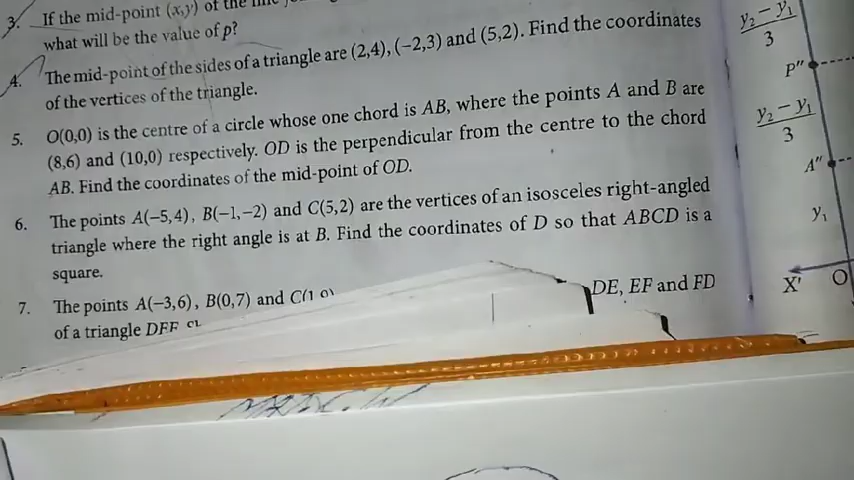 3. If the mid-point (x,y) of the line
what will be the value of p?
4. The mid-point of the sides of a triangle are (2,4), (−2,3) and (5,2). Find the coordinates
of the vertices of the triangle.
5. O(0,0) is the centre of a circle whose one chord is AB, where the points A and B are
(8,6) and (10,0) respectively. OD is the perpendicular from the centre to the chord
AB. Find the coordinates of the mid-point of OD.
6. The points A(−5,4), B(−1,−2) and C(5,2) are the vertices of an isosceles right-angled
triangle where the right angle is at B. Find the coordinates of D so that ABCD is a
square.
7. The points A(−3,6), B(0,7) and DE, EF and FD
of a triangle DEF
y₂ − y₁
3
P″
y₂ − y₁
3
A″
y₁
X′ O